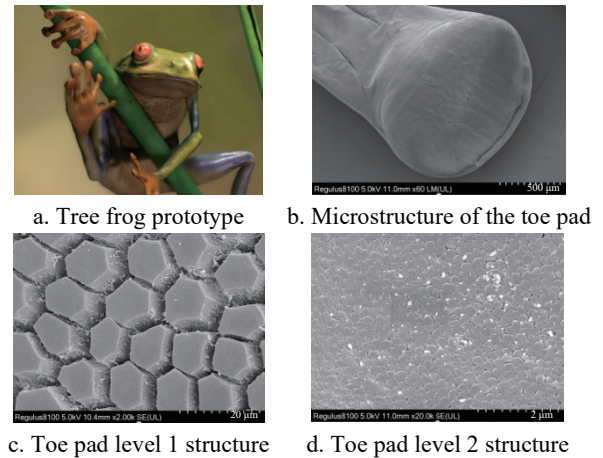 Regulus8100 5.0kV 11.0mm x60 LM(UL)
500 μm
a. Tree frog prototype
b. Microstructure of the toe pad
Regulus8100 5.0kV 10.4mm x2.00k SE(UL)
20 μm
Regulus8100 5.0kV 11.0mm x20.0k SE(UL)
2 μm
c. Toe pad level 1 structure
d. Toe pad level 2 structure